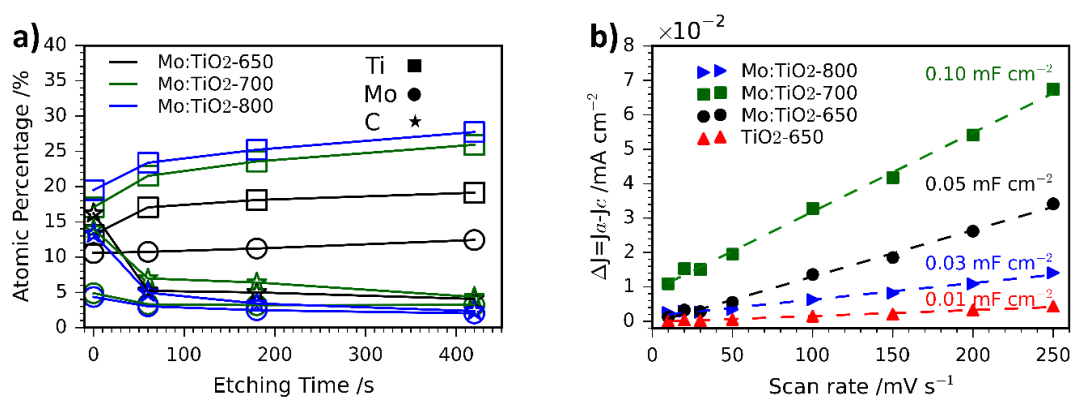 a)
40
35
30
25
20
15
10
5
0
Atomic Percentage /%
Mo:TiO2-650
Mo:TiO2-700
Mo:TiO2-800
Ti
Mo
C
0 100 200 300 400
Etching Time /s
b)
×10⁻²
8
7
6
5
4
3
2
1
0
ΔJ=Ja-Jc /mA cm⁻²
Mo:TiO2-800
Mo:TiO2-700
Mo:TiO2-650
TiO2-650
0.10 mF cm⁻²
0.05 mF cm⁻²
0.03 mF cm⁻²
0.01 mF cm⁻²
0 50 100 150 200 250
Scan rate /mV s⁻¹